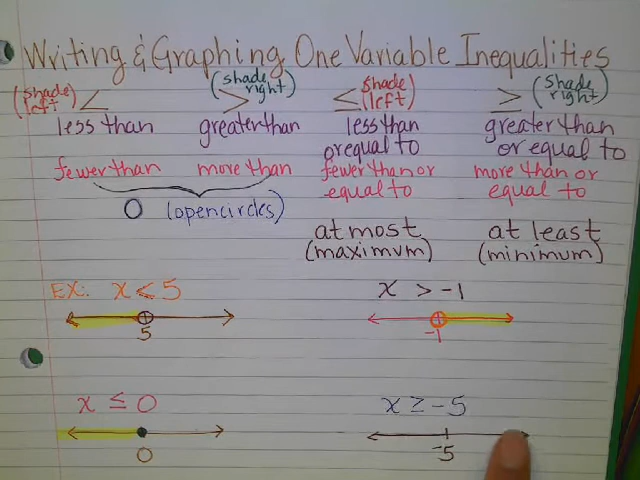 Writing & Graphing One Variable Inequalities
(shade left) < (shade right) > ≤ (shade left) ≥ (shade right)
less than greater than less than or equal to greater than or equal to
fewer than more than fewer than or equal to more than or equal to
O (open circles)
at most (maximum) at least (minimum)
EX: x < 5 x > -1
5 -1
x ≤ 0 x ≥ -5
0 -5